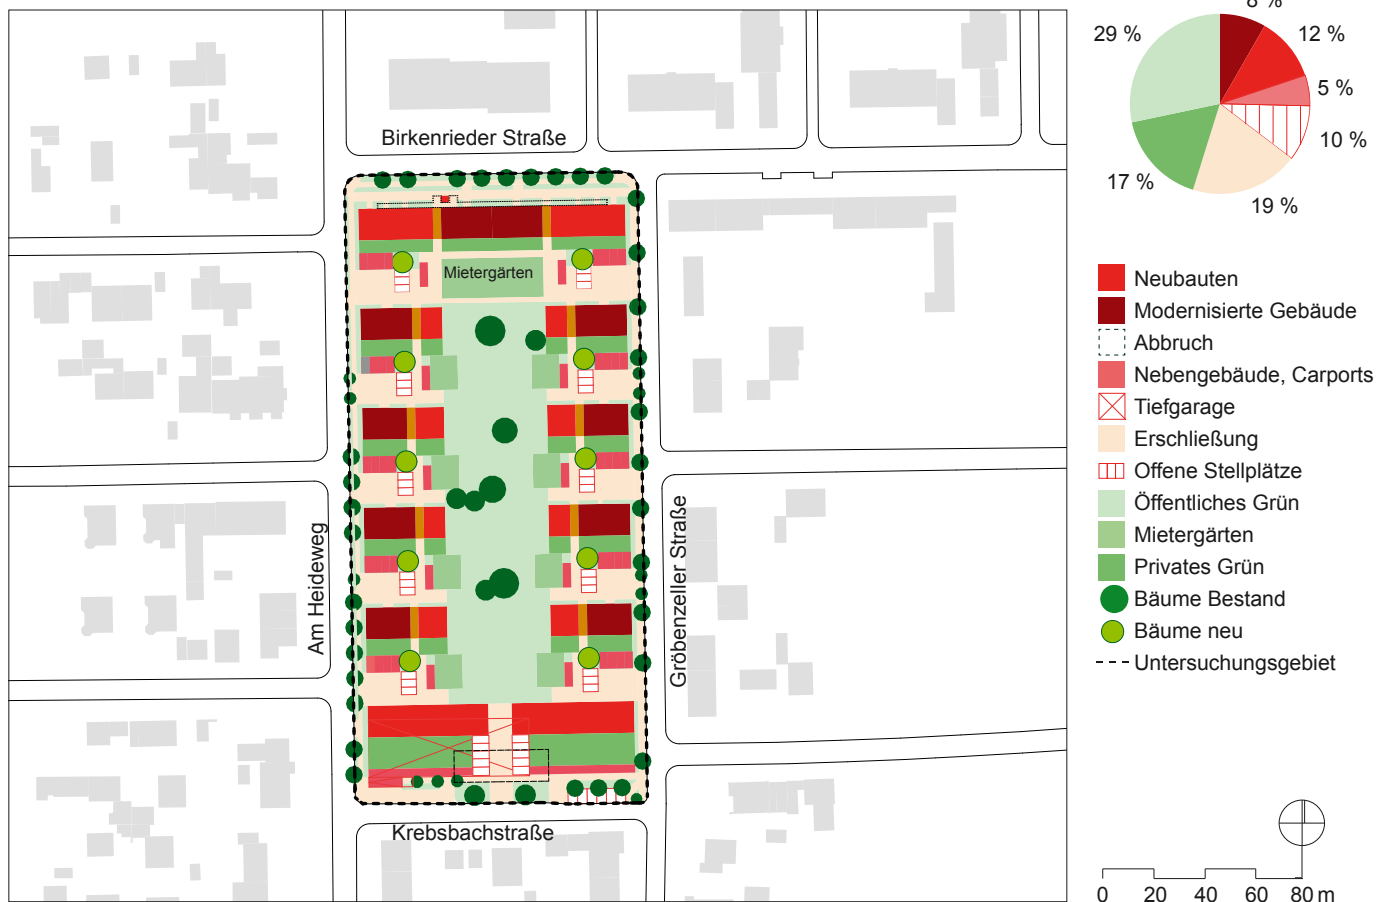 8 %
29 %
12 %
5 %
10 %
17 %
19 %
Birkenrieder Straße
Mietergärten
Am Heideweg
Gröbenzeller Straße
Krebsbachstraße
Neubauten
Modernisierte Gebäude
Abbruch
Nebengebäude, Carports
Tiefgarage
Erschließung
Offene Stellplätze
Öffentliches Grün
Mietergärten
Privates Grün
Bäume Bestand
Bäume neu
Untersuchungsgebiet
0 20 40 60 80 m